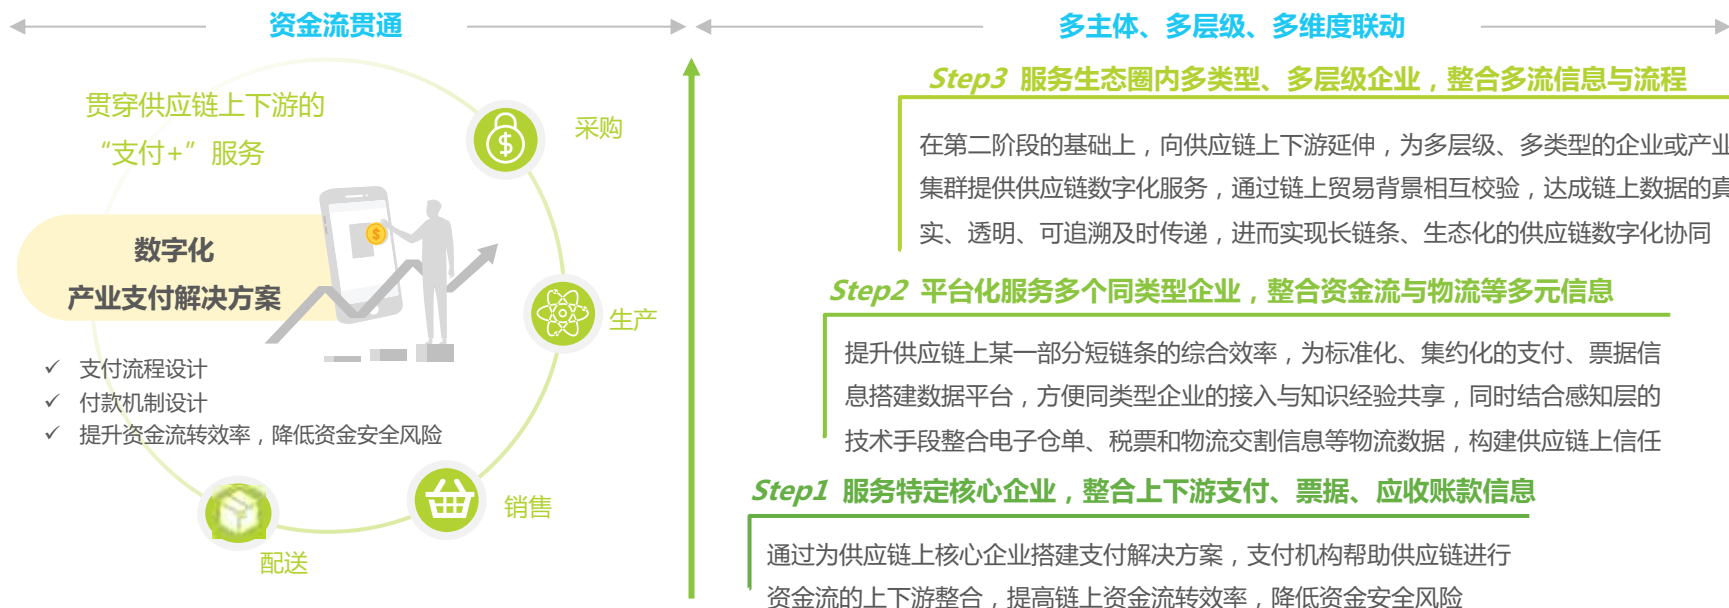 资金流贯通
贯穿供应链上下游的
“支付+”服务
数字化
产业支付解决方案
✓ 支付流程设计
✓ 付款机制设计
✓ 提升资金流转效率，降低资金安全风险
采购
生产
销售
配送
多主体、多层级、多维度联动
Step3 服务生态圈内多类型、多层级企业，整合多流信息与流程
在第二阶段的基础上，向供应链上下游延伸，为多层级、多类型的企业或产业
集群提供供应链数字化服务，通过链上贸易背景相互校验，达成链上数据的真
实、透明、可追溯及时传递，进而实现长链条、生态化的供应链数字化协同
Step2 平台化服务多个同类型企业，整合资金流与物流等多元信息
提升供应链上某一部分短链条的综合效率，为标准化、集约化的支付、票据信
息搭建数据平台，方便同类型企业的接入与知识经验共享，同时结合感知层的
技术手段整合电子仓单、税票和物流交割信息等物流数据，构建供应链上信任
Step1 服务特定核心企业，整合上下游支付、票据、应收账款信息
通过为供应链上核心企业搭建支付解决方案，支付机构帮助供应链进行
资金流的上下游整合，提高链上资金流转效率，降低资金安全风险